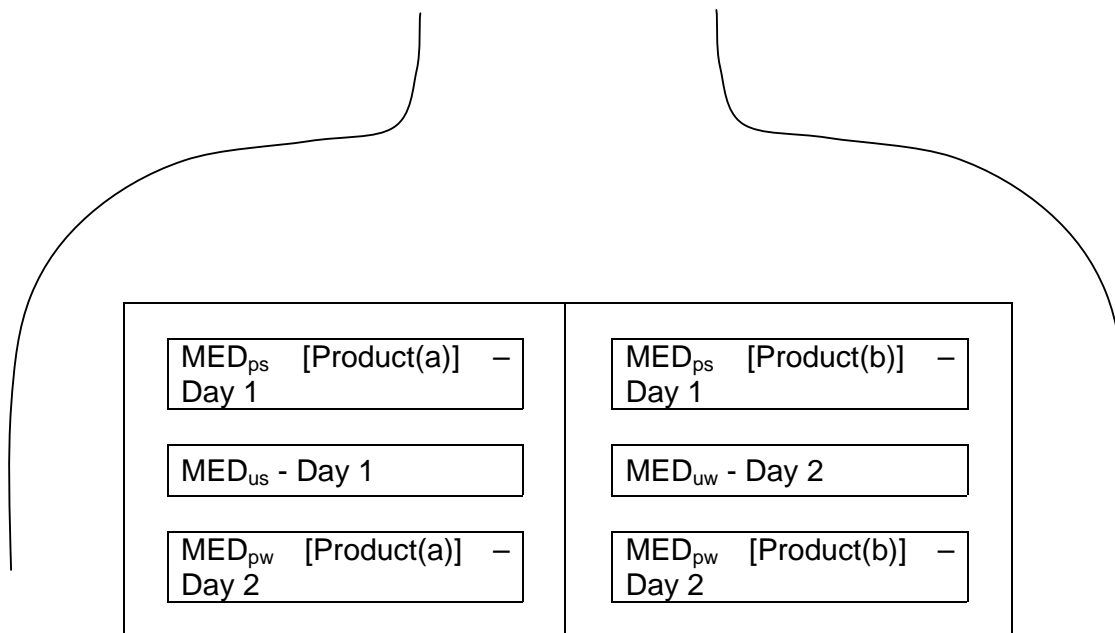 MEDps [Product(a)] –
Day 1
MEDps [Product(b)] –
Day 1
MEDus - Day 1
MEDuw - Day 2
MEDpw [Product(a)] –
Day 2
MEDpw [Product(b)] –
Day 2